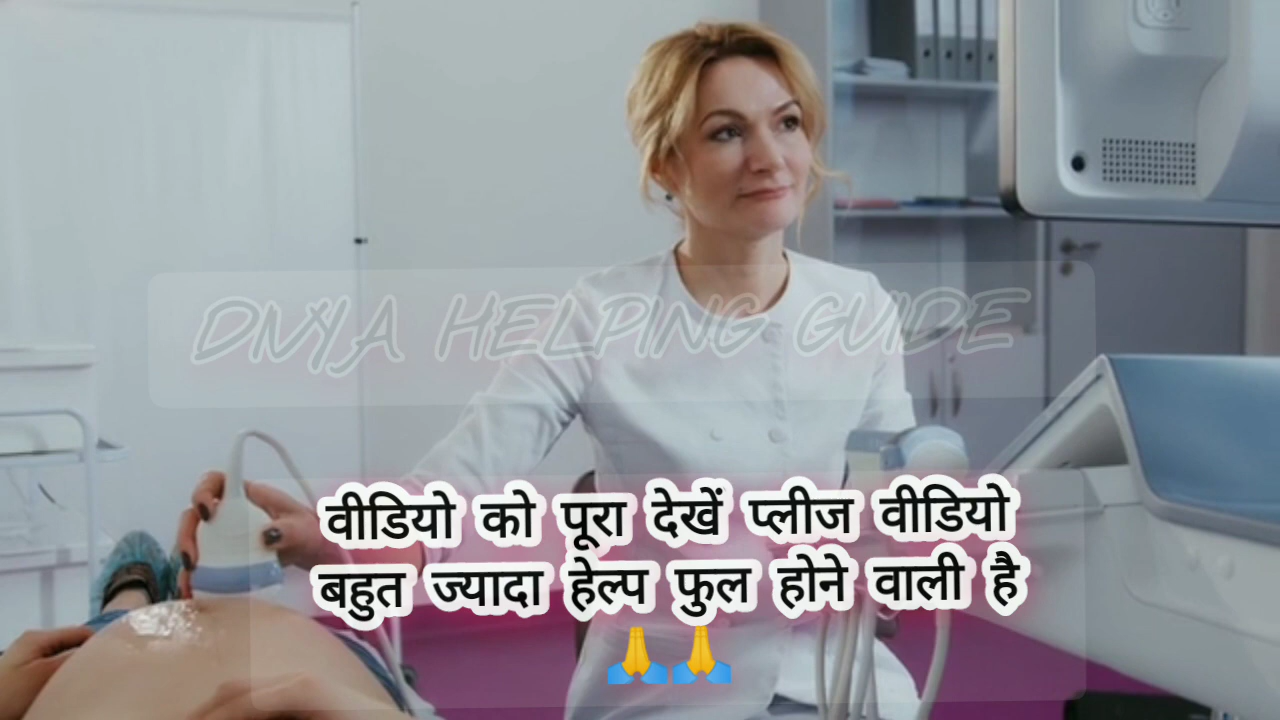 DIVYA HELPING GUIDE
वीडियो को पूरा देखें प्लीज वीडियो
बहुत ज्यादा हेल्प फुल होने वाली है
🙏🙏